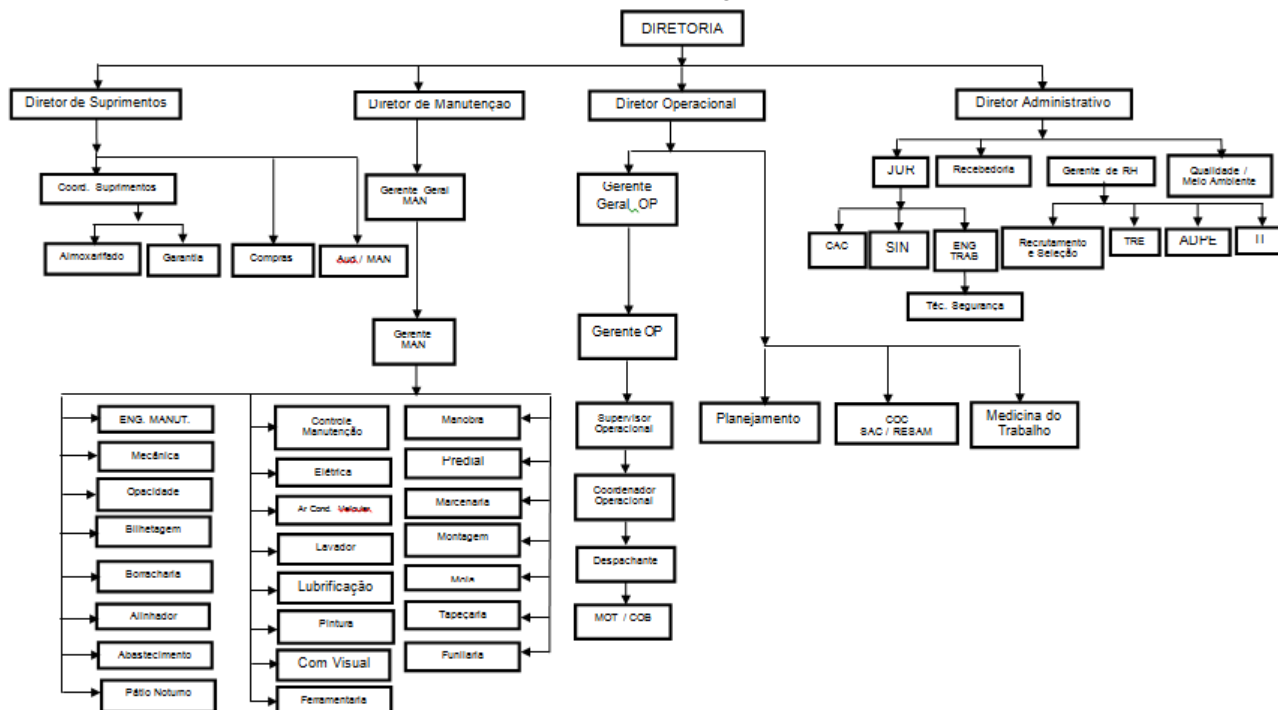 DIRETORIA
Diretor de Suprimentos
Diretor de Manutenção
Diretor Operacional
Diretor Administrativo
Coord. Suprimentos
Almoxarifado
Garantia
Compras
Aud./ MAN
Gerente Geral
MAN
Gerente
MAN
ENG. MANUT.
Mecânica
Opacidade
Bilhetagem
Borracharia
Alinhador
Abastecimento
Pátio Noturno
Controle
Manutenção
Elétrica
Ar Cond. Veicular.
Lavador
Lubrificação
Pintura
Com Visual
Ferramentaria
Manobra
Predial
Marcenaria
Montagem
Mola
Tapeçaria
Funilaria
Gerente
Geral OP
Gerente OP
Supervisor
Operacional
Coordenador
Operacional
Despachante
MOT / COB
Planejamento
COC
SAC / RESAM
Medicina do
Trabalho
JUR
Recebedoria
Gerente de RH
Qualidade /
Meio Ambiente
CAC
SIN
ENG
TRAB
Téc. Segurança
Recrutamento
e Seleção
TRE
ADPE